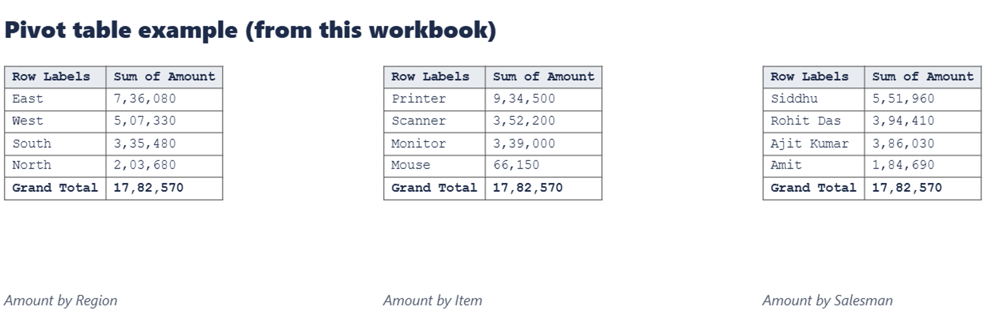 Pivot table example (from this workbook)
Row Labels Sum of Amount
East 7,36,080
West 5,07,330
South 3,35,480
North 2,03,680
Grand Total 17,82,570
Amount by Region
Row Labels Sum of Amount
Printer 9,34,500
Scanner 3,52,200
Monitor 3,39,000
Mouse 66,150
Grand Total 17,82,570
Amount by Item
Row Labels Sum of Amount
Siddhu 5,51,960
Rohit Das 3,94,410
Ajit Kumar 3,86,030
Amit 1,84,690
Grand Total 17,82,570
Amount by Salesman